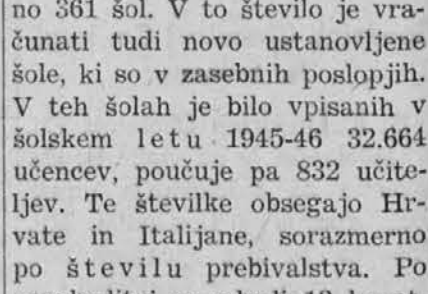 no 361 šol. V to število je vra-
čunati tudi novo ustanovljene
šole, ki so v zasebnih poslopjih.
V teh šolah je bilo vpisanih v
šolskem letu 1945-46 32.664
učencev, poučuje pa 832 učite-
ljev. Te številke obsegajo Hr-
vate in Italijane, sorazmerno
po številu prebivalstva. Po